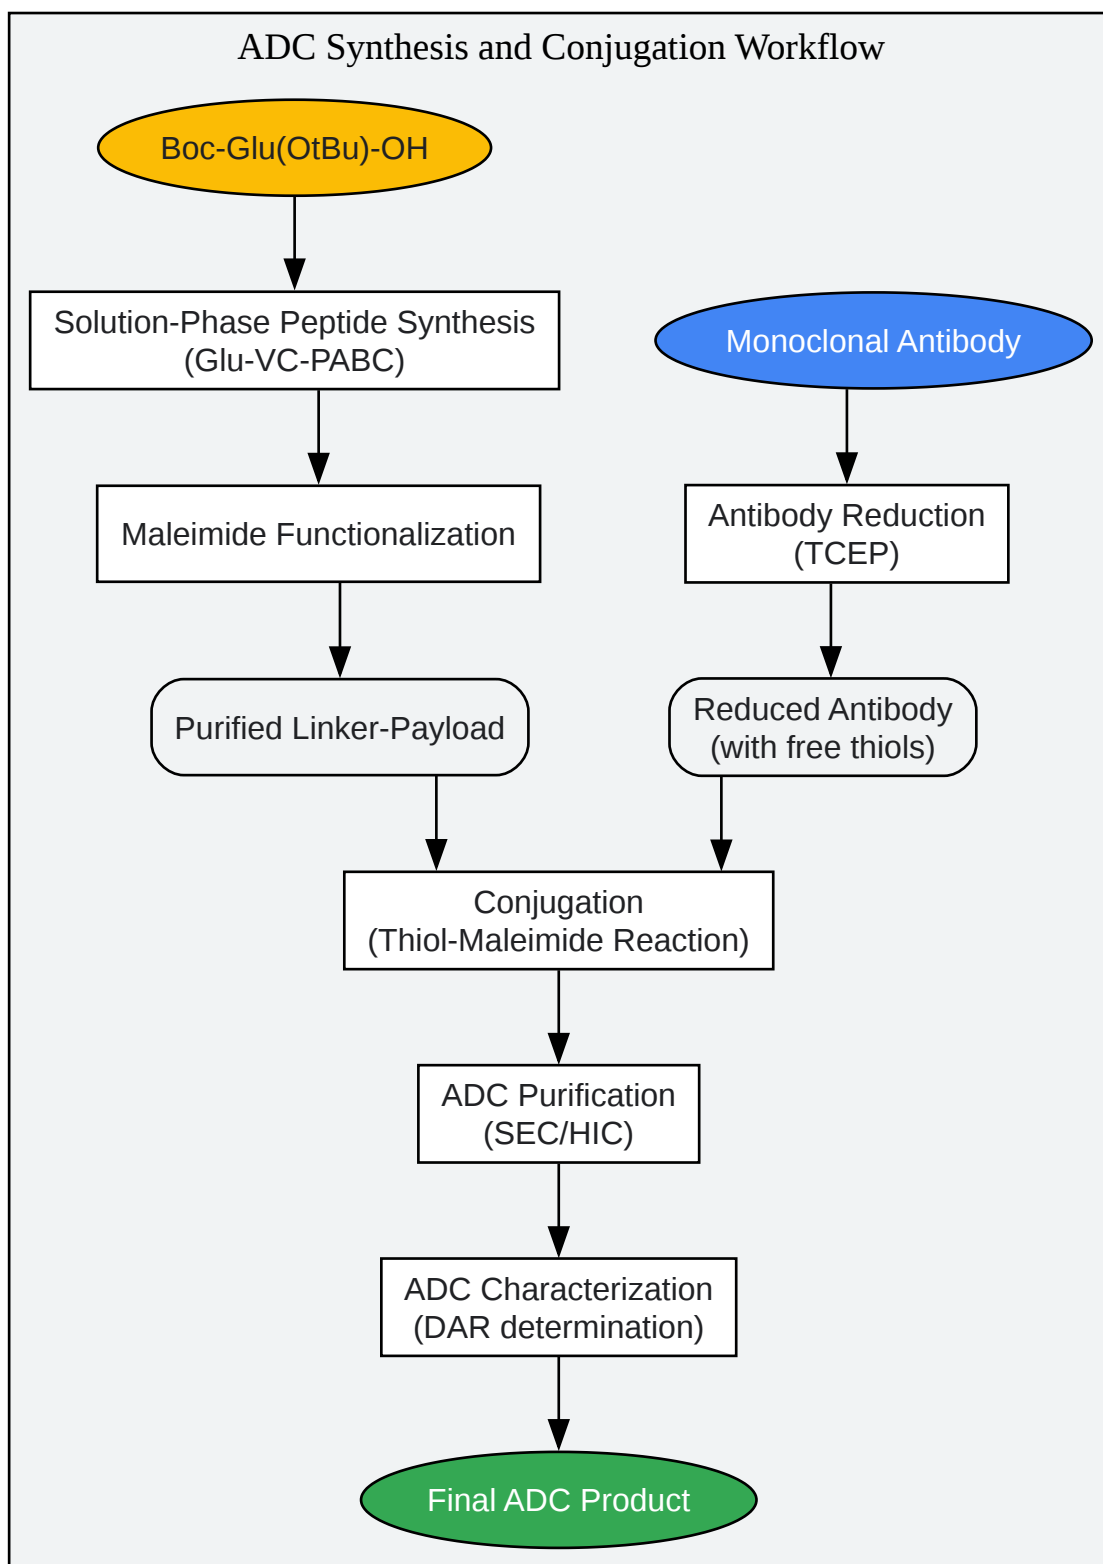 ADC Synthesis and Conjugation Workflow
Boc-Glu(OtBu)-OH
Solution-Phase Peptide Synthesis
(Glu-VC-PABC)
Monoclonal Antibody
Maleimide Functionalization
Antibody Reduction
(TCEP)
Purified Linker-Payload
Reduced Antibody
(with free thiols)
Conjugation
(Thiol-Maleimide Reaction)
ADC Purification
(SEC/HIC)
ADC Characterization
(DAR determination)
Final ADC Product